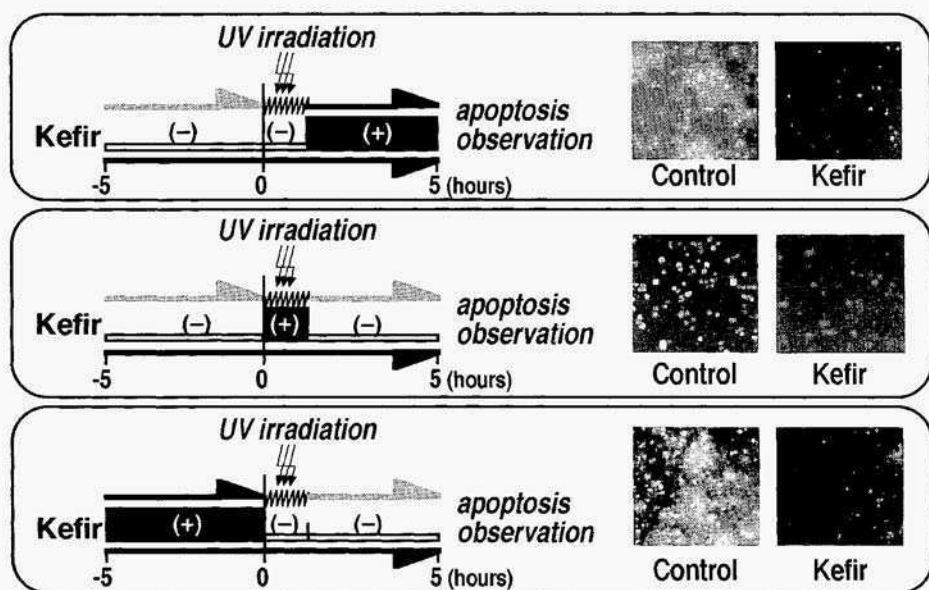 UV irradiation
Kefir (–) (–) (+) apoptosis
observation
-5 0 5 (hours)
Control Kefir
UV irradiation
Kefir (–) (+) (–) apoptosis
observation
-5 0 5 (hours)
Control Kefir
UV irradiation
Kefir (+) (–) (–) apoptosis
observation
-5 0 5 (hours)
Control Kefir